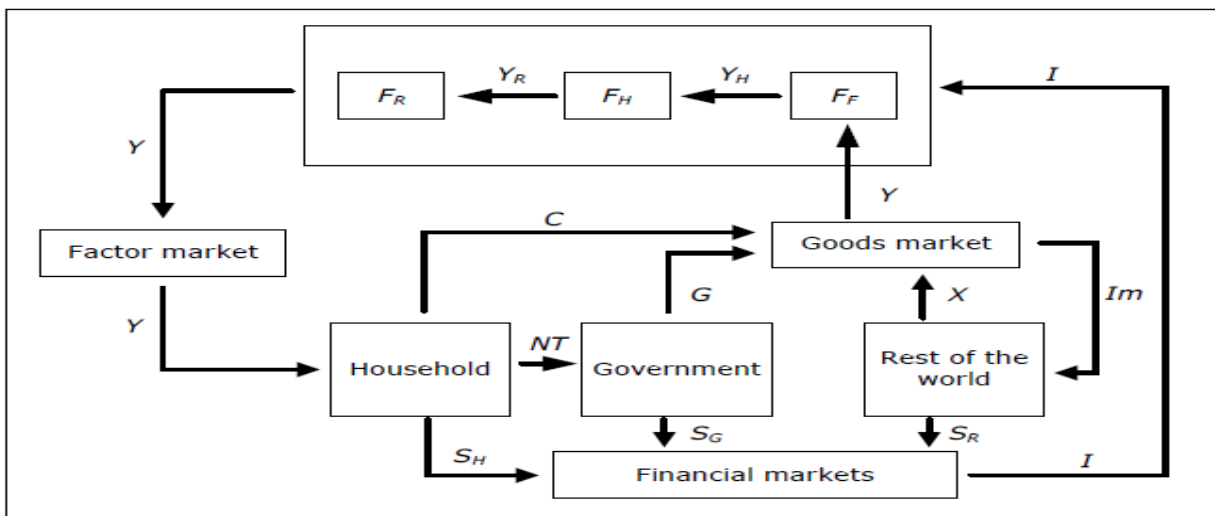 Y_R
Y_H
I
F_R
F_H
F_F
Y
Y
C
Factor market
Goods market
G
X
Im
Y
NT
Household
Government
Rest of the
world
S_H
S_G
S_R
I
Financial markets